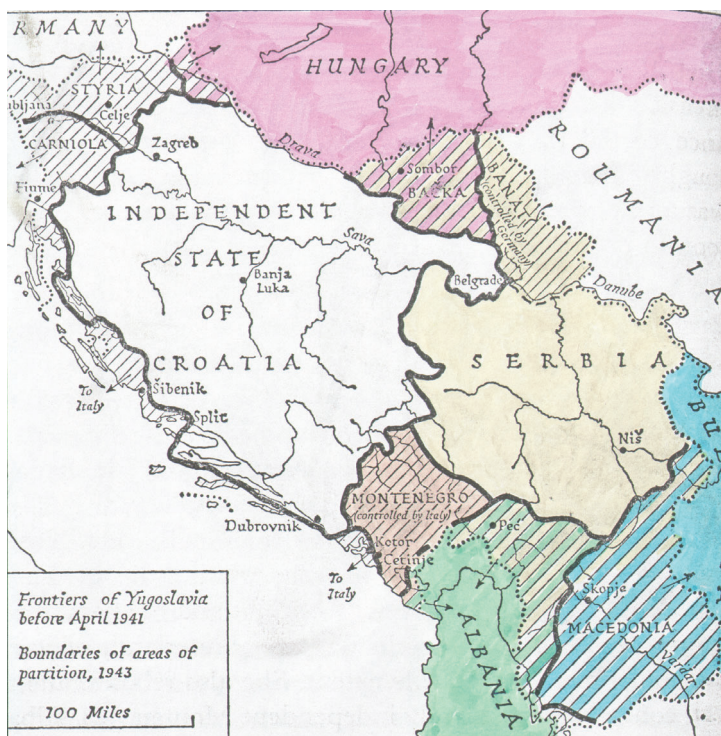 RMANY
HUNGARY
STYRIA
ubljana
Celje
CARNIOLA
Zagreb
Drava
Sombor
BAČKA
BANAT
(controlled by
Germany)
ROUMANIA
Fiume
INDEPENDENT
STATE
OF
CROATIA
Sava
Banja
Luka
Belgrade
Danube
SERBIA
BUL
To
Italy
Šibenik
Split
Niš
MONTENEGRO
(controlled by Italy)
Peć
Dubrovnik
Kotor
Cetinje
To
Italy
Skopje
MACEDONIA
Vardar
ALBANIA
Frontiers of Yugoslavia
before April 1941
Boundaries of areas of
partition, 1943
100 Miles